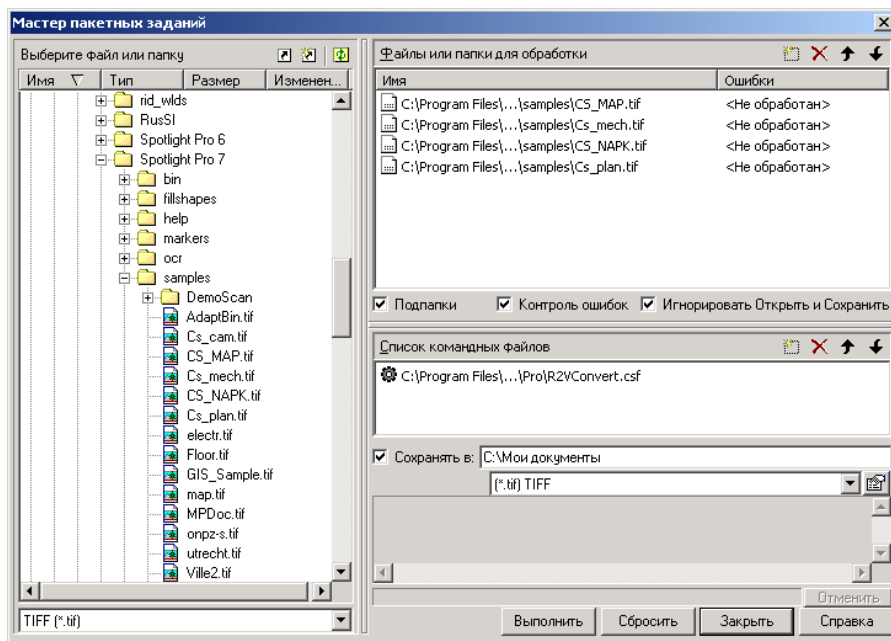 Мастер пакетных заданий
Выберите файл или папку
Имя Тип Размер Изменен...
rid_wlds
RusSI
Spotlight Pro 6
Spotlight Pro 7
bin
fillshapes
help
markers
ocr
samples
DemoScan
AdaptBin.tif
Cs_cam.tif
CS_MAP.tif
Cs_mech.tif
CS_NAPK.tif
Cs_plan.tif
electr.tif
Floor.tif
GIS_Sample.tif
map.tif
MPDoc.tif
onpz-s.tif
utrecht.tif
Ville2.tif
TIFF (*.tif)
Файлы или папки для обработки
Имя Ошибки
C:\Program Files\...\samples\CS_MAP.tif <Не обработан>
C:\Program Files\...\samples\Cs_mech.tif <Не обработан>
C:\Program Files\...\samples\CS_NAPK.tif <Не обработан>
C:\Program Files\...\samples\Cs_plan.tif <Не обработан>
Подпапки Контроль ошибок Игнорировать Открыть и Сохранить
Список командных файлов
C:\Program Files\...\Pro\R2VConvert.csf
Сохранять в: C:\Мои документы
(*.tif) TIFF
Отменить
Выполнить Сбросить Закрыть Справка